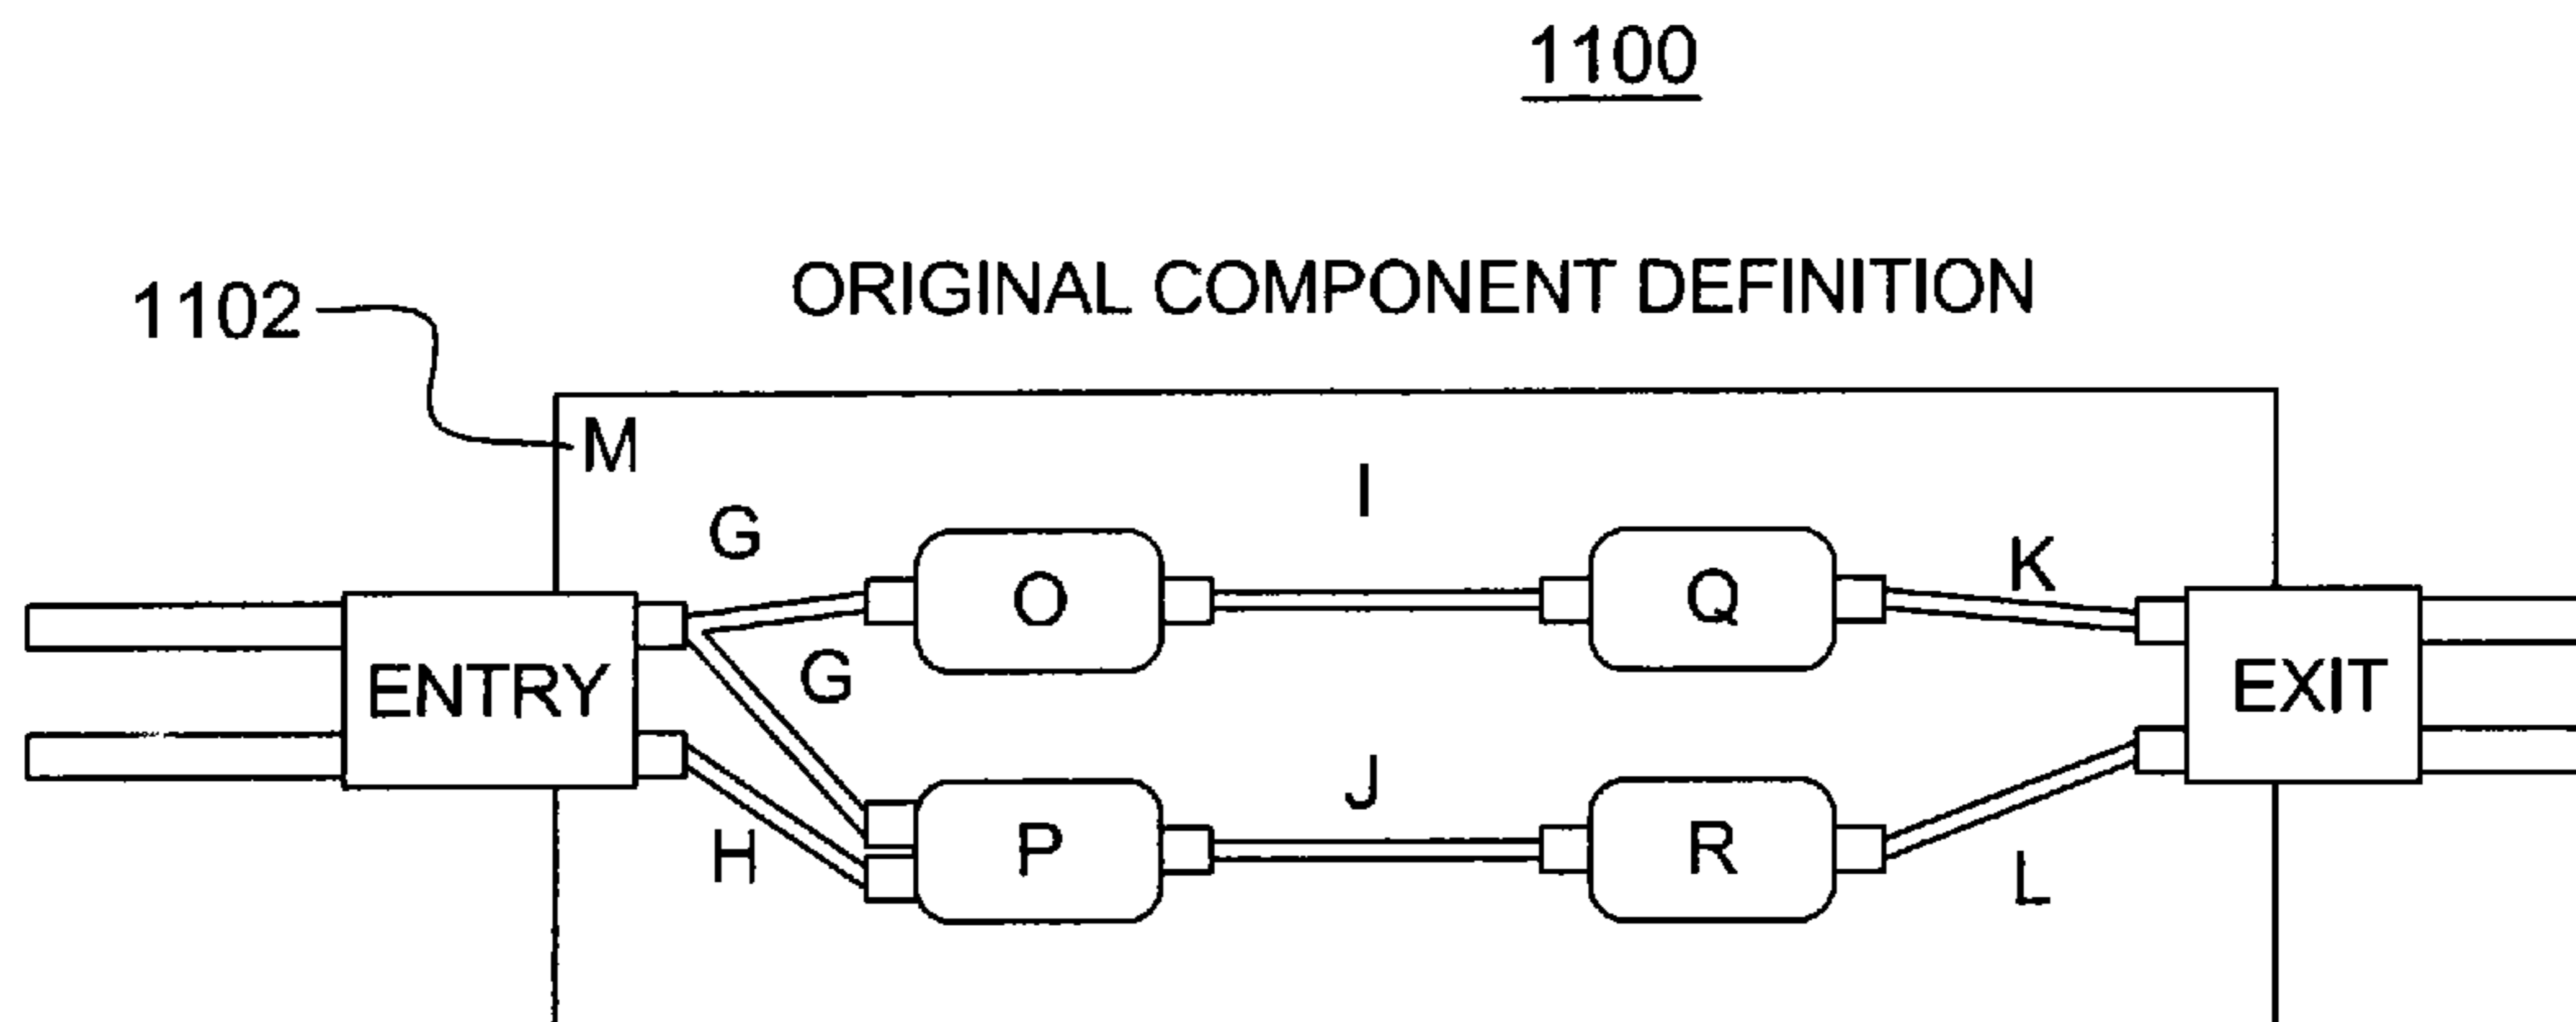 1100
ORIGINAL COMPONENT DEFINITION
1102
M
G
I
K
O
Q
G
ENTRY
EXIT
J
H
P
R
L